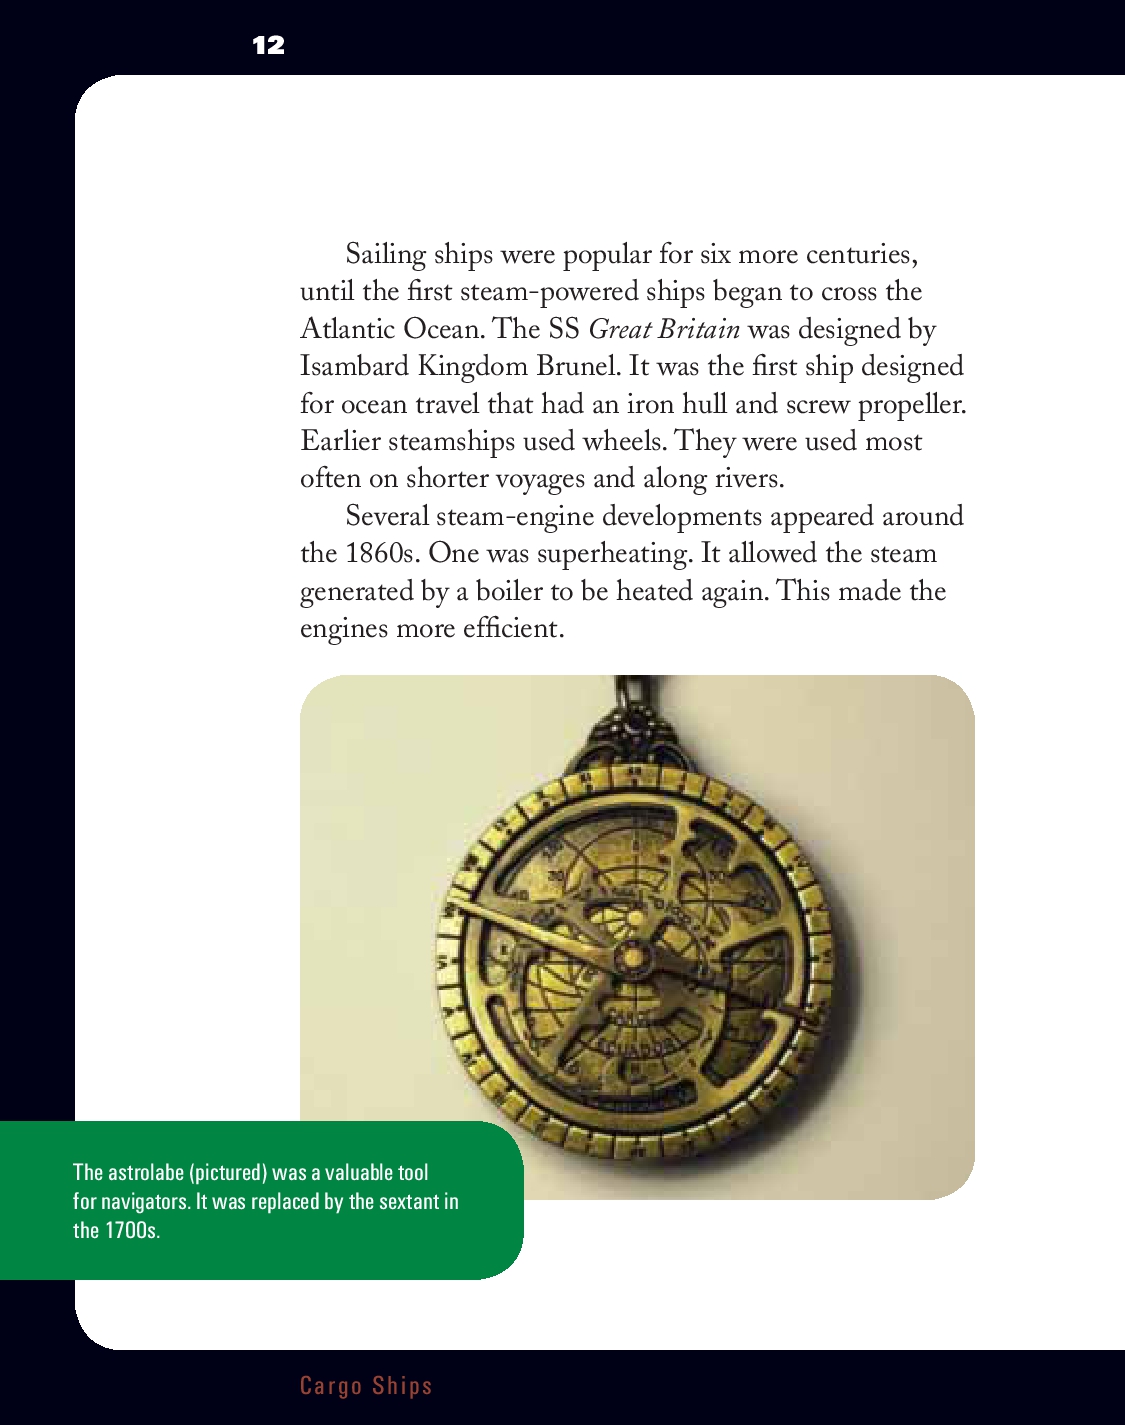 12
Sailing ships were popular for six more centuries,
until the first steam-powered ships began to cross the
Atlantic Ocean. The SS Great Britain was designed by
Isambard Kingdom Brunel. It was the first ship designed
for ocean travel that had an iron hull and screw propeller.
Earlier steamships used wheels. They were used most
often on shorter voyages and along rivers.
Several steam-engine developments appeared around
the 1860s. One was superheating. It allowed the steam
generated by a boiler to be heated again. This made the
engines more efficient.
ECUADOR
The astrolabe (pictured) was a valuable tool
for navigators. It was replaced by the sextant in
the 1700s.
Cargo Ships